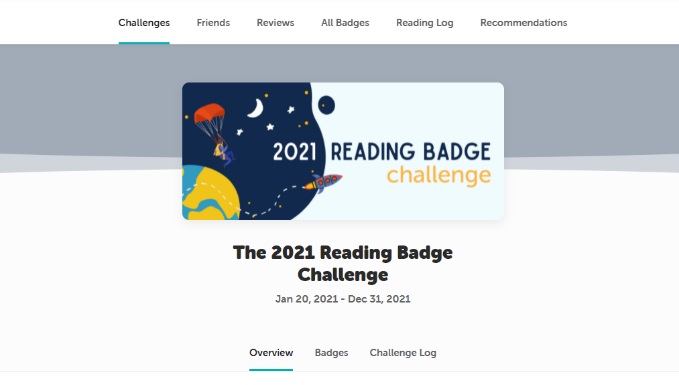 Challenges Friends Reviews All Badges Reading Log Recommendations
2021 READING BADGE
challenge
The 2021 Reading Badge
Challenge
Jan 20, 2021 - Dec 31, 2021
Overview Badges Challenge Log